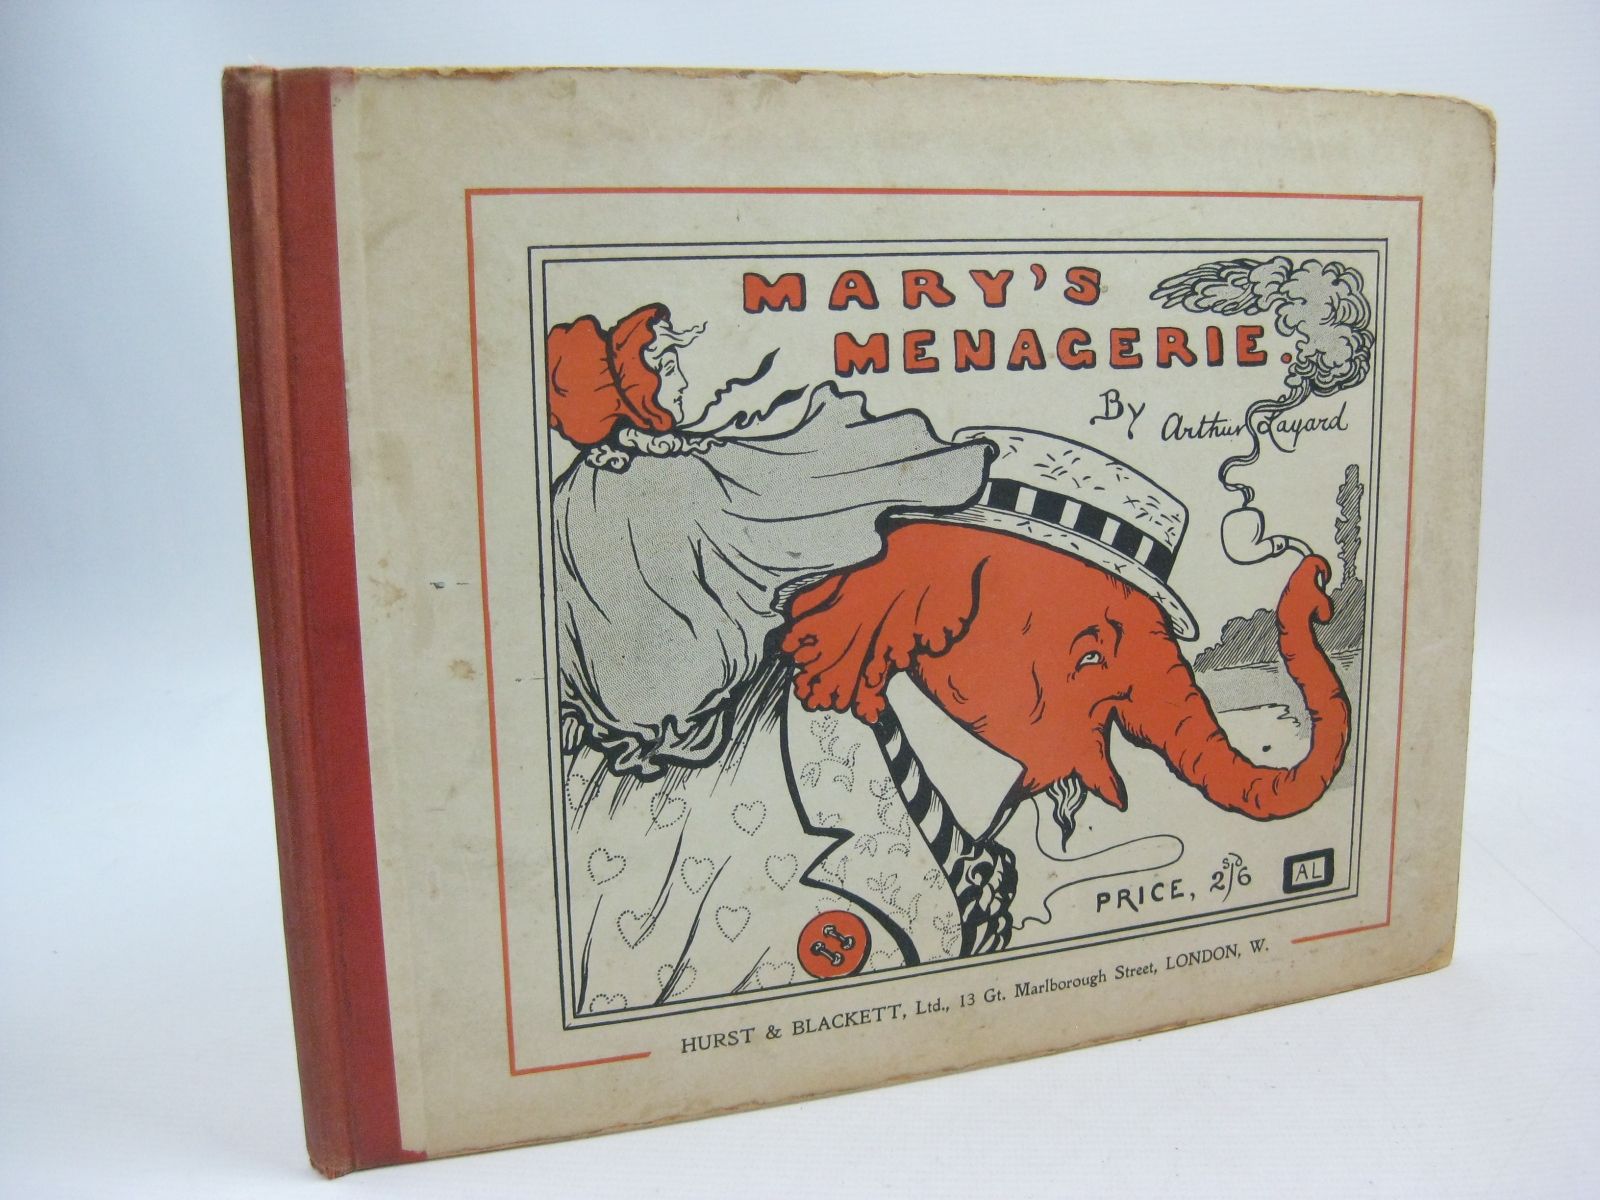 MARY'S
MENAGERIE.
By Arthur Layard
PRICE, 2S/6D
AL
HURST & BLACKETT, Ltd., 13 Gt. Marlborough Street, LONDON, W.